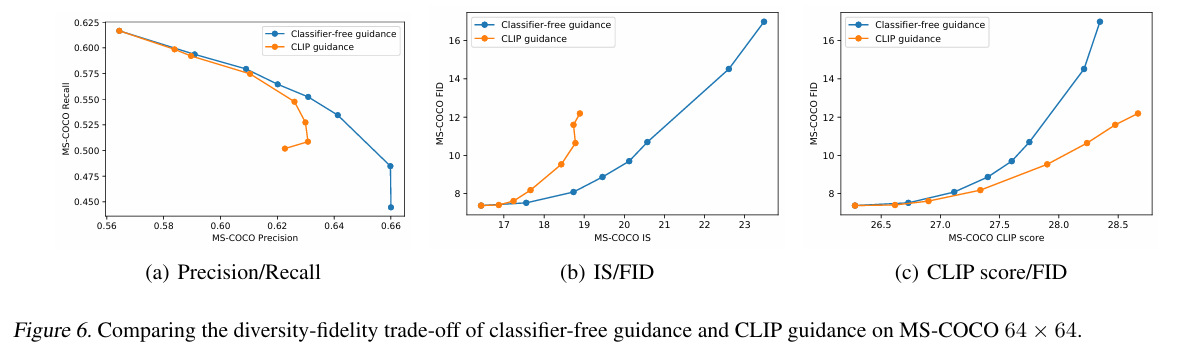 0.625
0.600
0.575
0.550
0.525
0.500
0.475
0.450
MS-COCO Recall
Classifier-free guidance
CLIP guidance
0.56 0.58 0.60 0.62 0.64 0.66
MS-COCO Precision
(a) Precision/Recall
16
14
12
10
8
MS-COCO FID
Classifier-free guidance
CLIP guidance
17 18 19 20 21 22 23
MS-COCO IS
(b) IS/FID
16
14
12
10
8
MS-COCO FID
Classifier-free guidance
CLIP guidance
26.5 27.0 27.5 28.0 28.5
MS-COCO CLIP score
(c) CLIP score/FID
Figure 6. Comparing the diversity-fidelity trade-off of classifier-free guidance and CLIP guidance on MS-COCO 64 × 64.